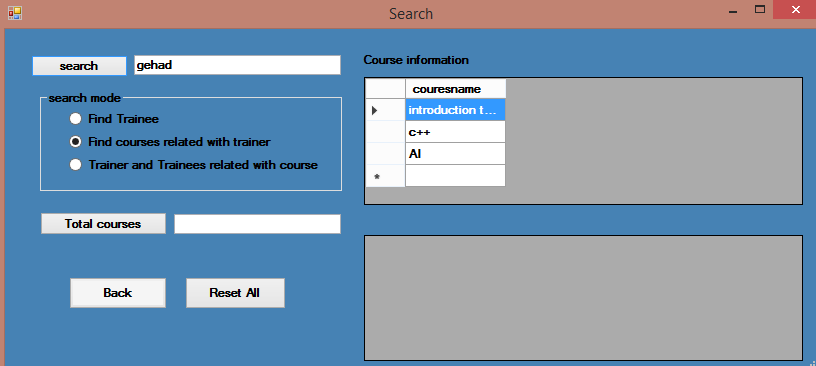 Search
search
gehad
search mode
Find Trainee
Find courses related with trainer
Trainer and Trainees related with course
Total courses
Back
Reset All
Course information
couresname
introduction t...
c++
AI